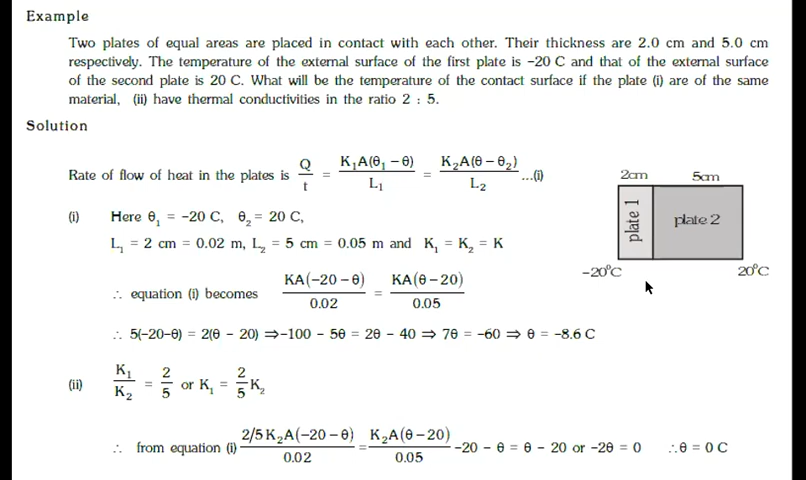 Example
Two plates of equal areas are placed in contact with each other. Their thickness are 2.0 cm and 5.0 cm
respectively. The temperature of the external surface of the first plate is −20 C and that of the external surface
of the second plate is 20 C. What will be the temperature of the contact surface if the plate (i) are of the same
material, (ii) have thermal conductivities in the ratio 2 : 5.
Solution
Rate of flow of heat in the plates is Q/t = K₁A(θ₁ − θ)/L₁ = K₂A(θ − θ₂)/L₂ ...(i)
2cm 5cm
plate 1 plate 2
−20⁰C 20⁰C
(i) Here θ₁ = −20 C, θ₂ = 20 C,
L₁ = 2 cm = 0.02 m, L₂ = 5 cm = 0.05 m and K₁ = K₂ = K
∴ equation (i) becomes KA(−20 − θ)/0.02 = KA(θ − 20)/0.05
∴ 5(−20−θ) = 2(θ − 20) ⇒ −100 − 5θ = 2θ − 40 ⇒ 7θ = −60 ⇒ θ = −8.6 C
(ii) K₁/K₂ = 2/5 or K₁ = 2/5 K₂
∴ from equation (i) 2/5 K₂A(−20 − θ)/0.02 = K₂A(θ − 20)/0.05 −20 − θ = θ − 20 or −2θ = 0 ∴ θ = 0 C